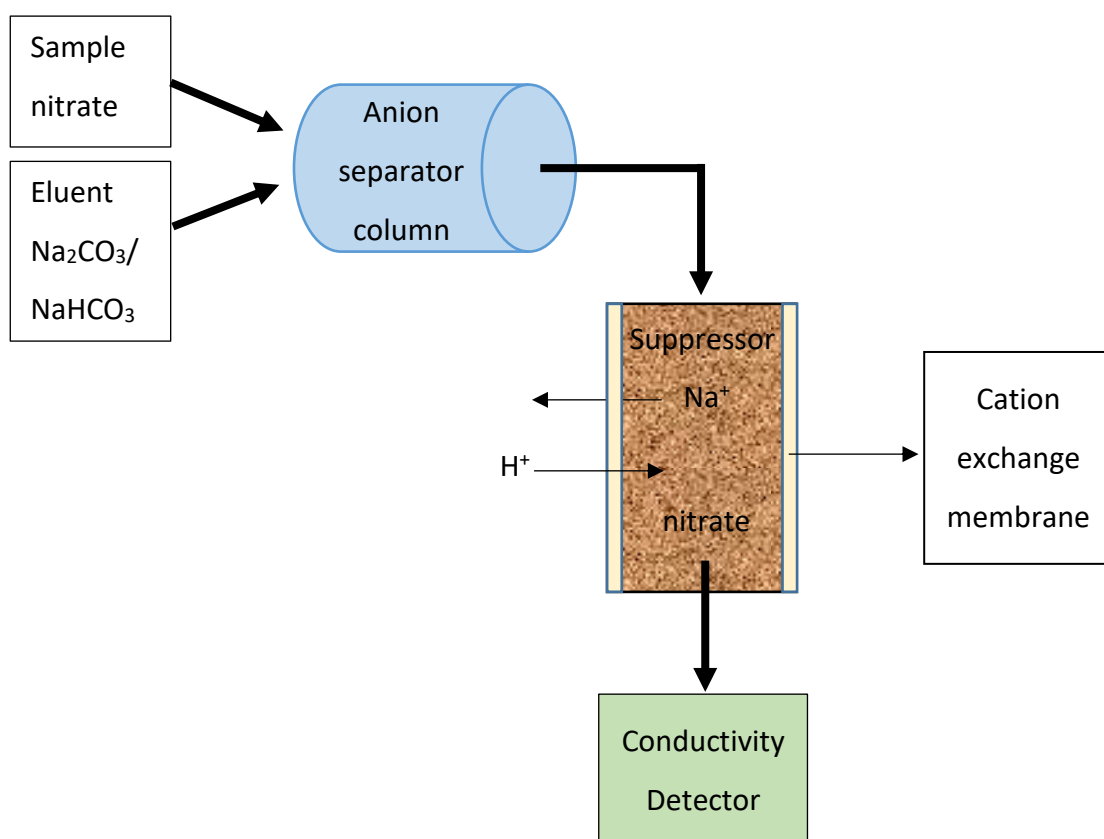 Sample
nitrate
Eluent
Na₂CO₃/
NaHCO₃
Anion
separator
column
Suppressor
Na⁺
H⁺
nitrate
Cation
exchange
membrane
Conductivity
Detector